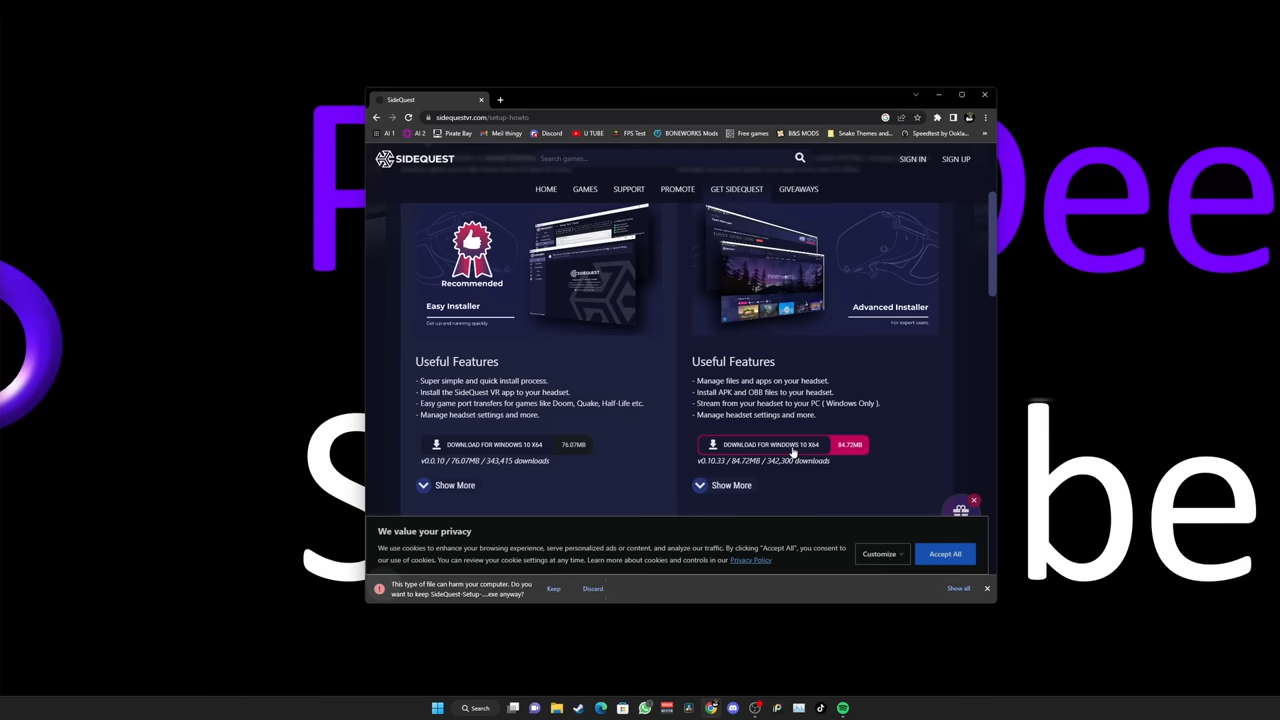 SideQuest
sidequestvr.com/setup-howto
AI 1
AI 2
Pirate Bay
Meil thingy
Discord
U TUBE
FPS Test
BONEWORKS Mods
Free games
B&S MODS
Snake Themes and...
Speedtest by Ookla...
SIDEQUEST
Search games...
SIGN IN
SIGN UP
HOME
GAMES
SUPPORT
PROMOTE
GET SIDEQUEST
GIVEAWAYS
Recommended
Easy Installer
Get up and running quickly
Advanced Installer
For expert users
Useful Features
- Super simple and quick install process.
- Install the SideQuest VR app to your headset.
- Easy game port transfers for games like Doom, Quake, Half-Life etc.
- Manage headset settings and more.
DOWNLOAD FOR WINDOWS 10 X64
76.07MB
v0.0.10 / 76.07MB / 343,415 downloads
Show More
Useful Features
- Manage files and apps on your headset.
- Install APK and OBB files to your headset.
- Stream from your headset to your PC ( Windows Only ).
- Manage headset settings and more.
DOWNLOAD FOR WINDOWS 10 X64
84.72MB
v0.10.33 / 84.72MB / 342,300 downloads
Show More
We value your privacy
We use cookies to enhance your browsing experience, serve personalized ads or content, and analyze our traffic. By clicking "Accept All", you consent to
our use of cookies. You can review your cookie settings at any time. Learn more about cookies and controls in our Privacy Policy
Customize
Accept All
This type of file can harm your computer. Do you
want to keep SideQuest-Setup-....exe anyway?
Keep
Discard
Show all
Search